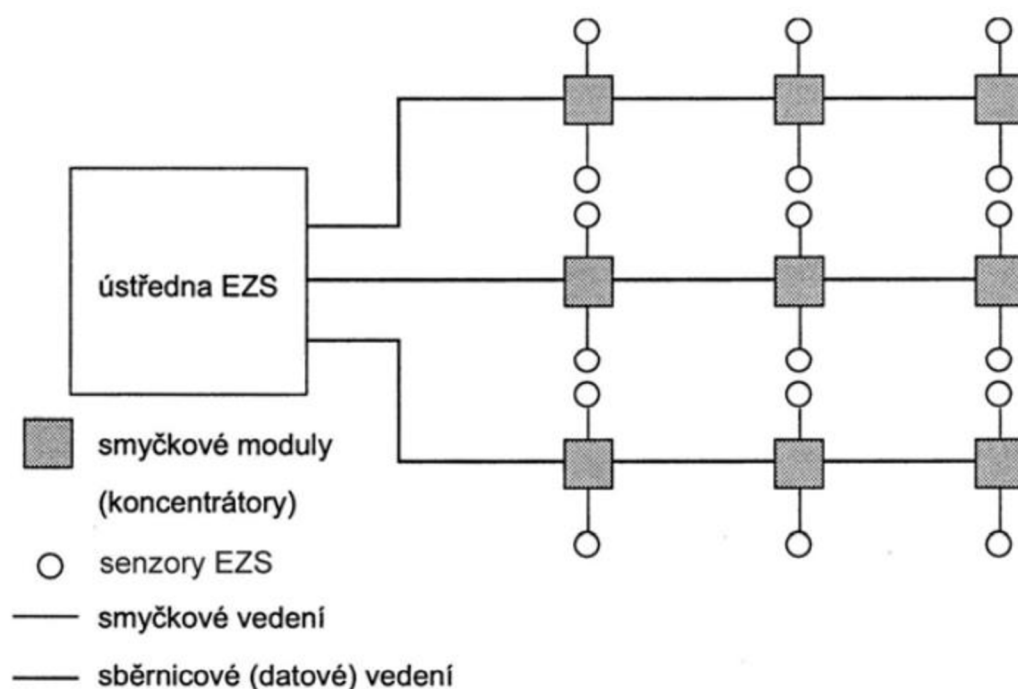 ústředna EZS
smyčkové moduly
(koncentrátory)
senzory EZS
smyčkové vedení
sběrnicové (datové) vedení